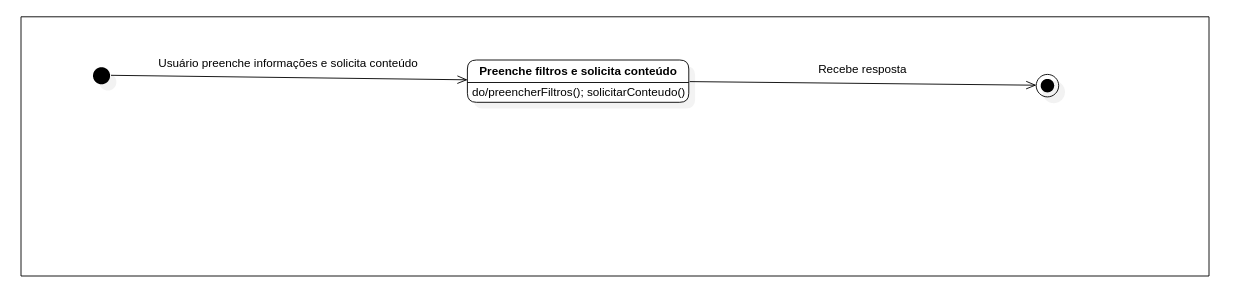 Usuário preenche informações e solicita conteúdo
Preenche filtros e solicita conteúdo
do/preencherFiltros(); solicitarConteudo()
Recebe resposta